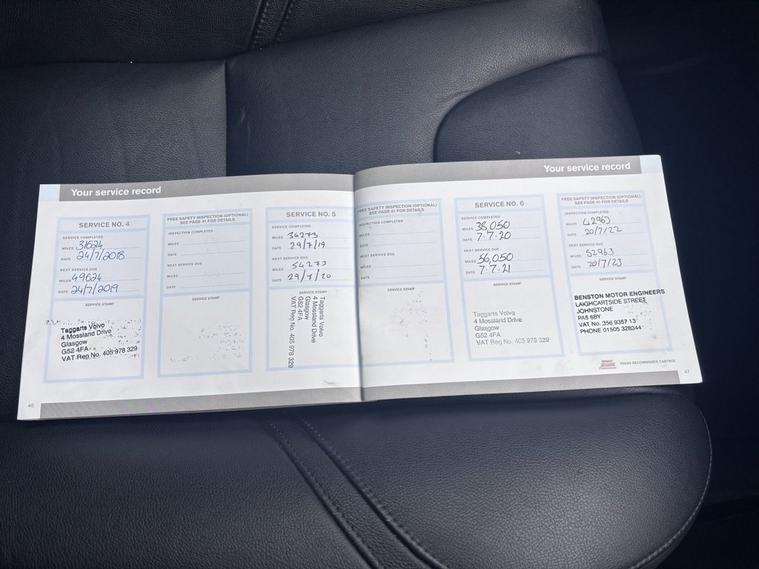 Your service record
SERVICE NO. 4
SERVICE COMPLETED
MILES 31624
DATE 24/7/2018
NEXT SERVICE DUE
MILES 49624
DATE 24/7/2019
SERVICE STAMP
Taggarts Volvo
4 Mossland Drive
Glasgow
G52 4FA
VAT Reg No. 405 978 329
46
FREE SAFETY INSPECTION (OPTIONAL)
SEE PAGE 41 FOR DETAILS
INSPECTION COMPLETED
MILES
DATE
NEXT SERVICE DUE
MILES
DATE
SERVICE STAMP
SERVICE NO. 5
SERVICE COMPLETED
MILES 36273
DATE 29/7/19
NEXT SERVICE DUE
MILES 54273
DATE 29/7/20
SERVICE STAMP
Taggarts Volvo
4 Mossland Drive
Glasgow
G52 4FA
VAT Reg No. 405 978 329
Your service record
FREE SAFETY INSPECTION (OPTIONAL)
SEE PAGE 41 FOR DETAILS
INSPECTION COMPLETED
MILES
DATE
NEXT SERVICE DUE
MILES
DATE
SERVICE STAMP
SERVICE NO. 6
SERVICE COMPLETED
MILES 38,050
DATE 7.7.20
NEXT SERVICE DUE
MILES 56,050
DATE 7.7.21
SERVICE STAMP
Taggarts Volvo
4 Mossland Drive
Glasgow
G52 4FA
VAT Reg No. 405 978 329
FREE SAFETY INSPECTION (OPTIONAL)
SEE PAGE 41 FOR DETAILS
INSPECTION COMPLETED
MILES 42963
DATE 20/7/22
NEXT SERVICE DUE
MILES 52963
DATE 20/7/23
SERVICE STAMP
BENSTON MOTOR ENGINEERS
LAIGHCARTSIDE STREET
JOHNSTONE
PA5 8BY
VAT No. 356 9357 13
PHONE 01505 328344
VOLVO RECOMMENDS CASTROL
47